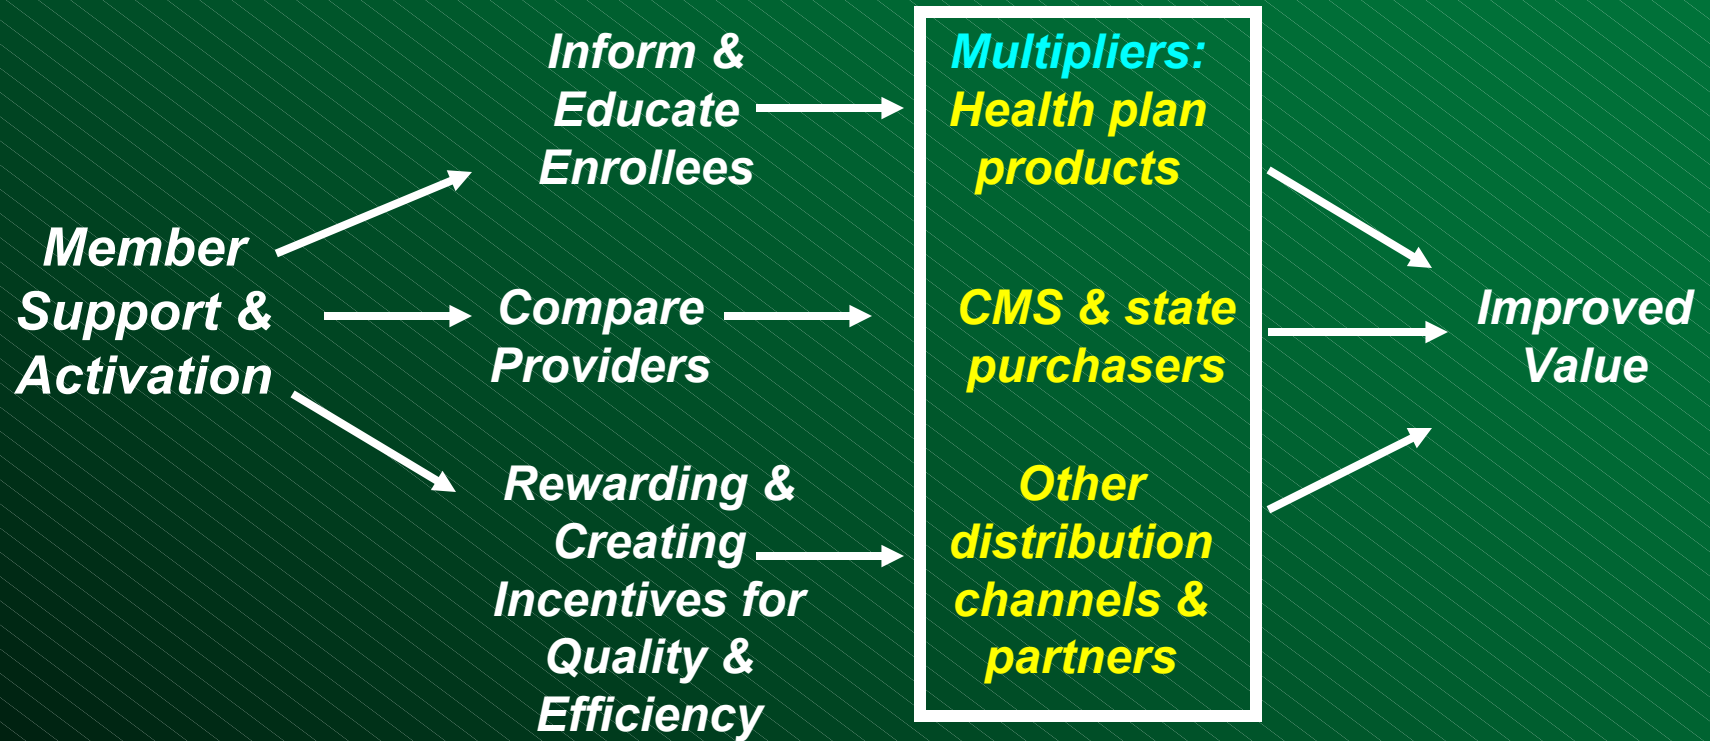 Member
Support &
Activation
Inform &
Educate
Enrollees
Compare
Providers
Rewarding &
Creating
Incentives for
Quality &
Efficiency
Multipliers:
Health plan
products
CMS & state
purchasers
Other
distribution
channels &
partners
Improved
Value